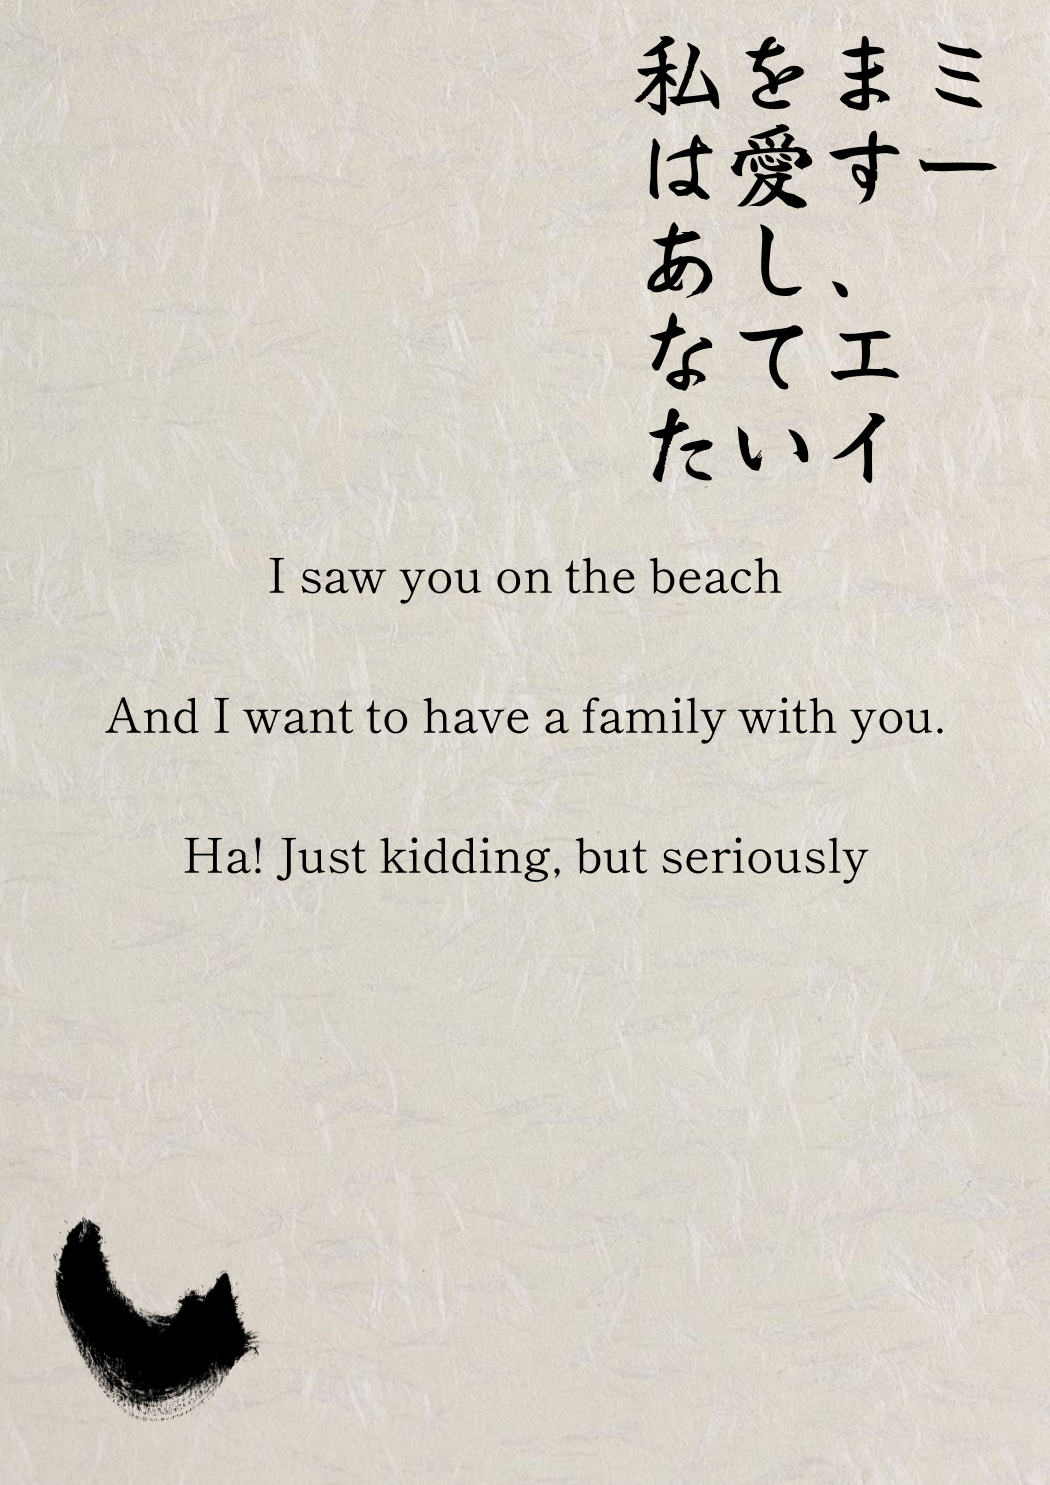 私はあなた
を愛してい
ます、エイ
ミー
I saw you on the beach
And I want to have a family with you.
Ha! Just kidding, but seriously